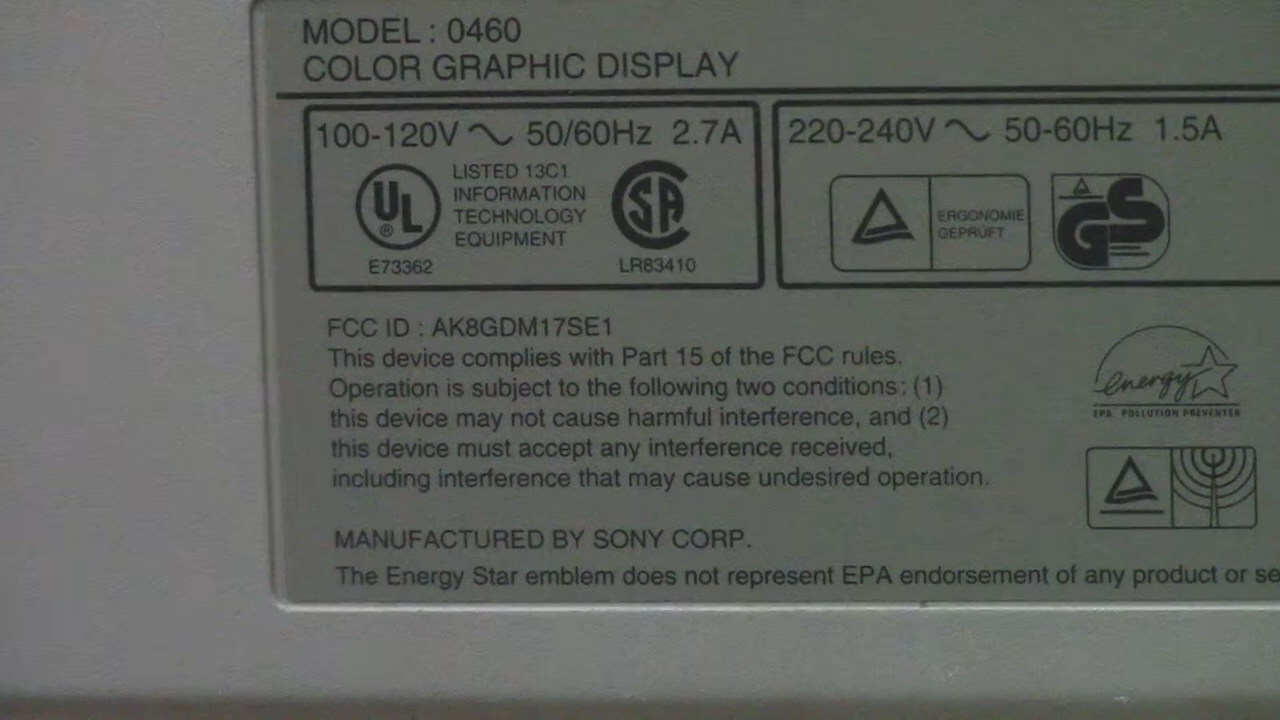 MODEL : 0460
COLOR GRAPHIC DISPLAY
100-120V ～ 50/60Hz 2.7A
UL
®
LISTED 13C1
INFORMATION
TECHNOLOGY
EQUIPMENT
E73362
SA
LR83410
220-240V ～ 50-60Hz 1.5A
ERGONOMIE
GEPRÜFT
GS
FCC ID : AK8GDM17SE1
This device complies with Part 15 of the FCC rules.
Operation is subject to the following two conditions: (1)
this device may not cause harmful interference, and (2)
this device must accept any interference received,
including interference that may cause undesired operation.
energy
EPA POLLUTION PREVENTER
MANUFACTURED BY SONY CORP.
The Energy Star emblem does not represent EPA endorsement of any product or se